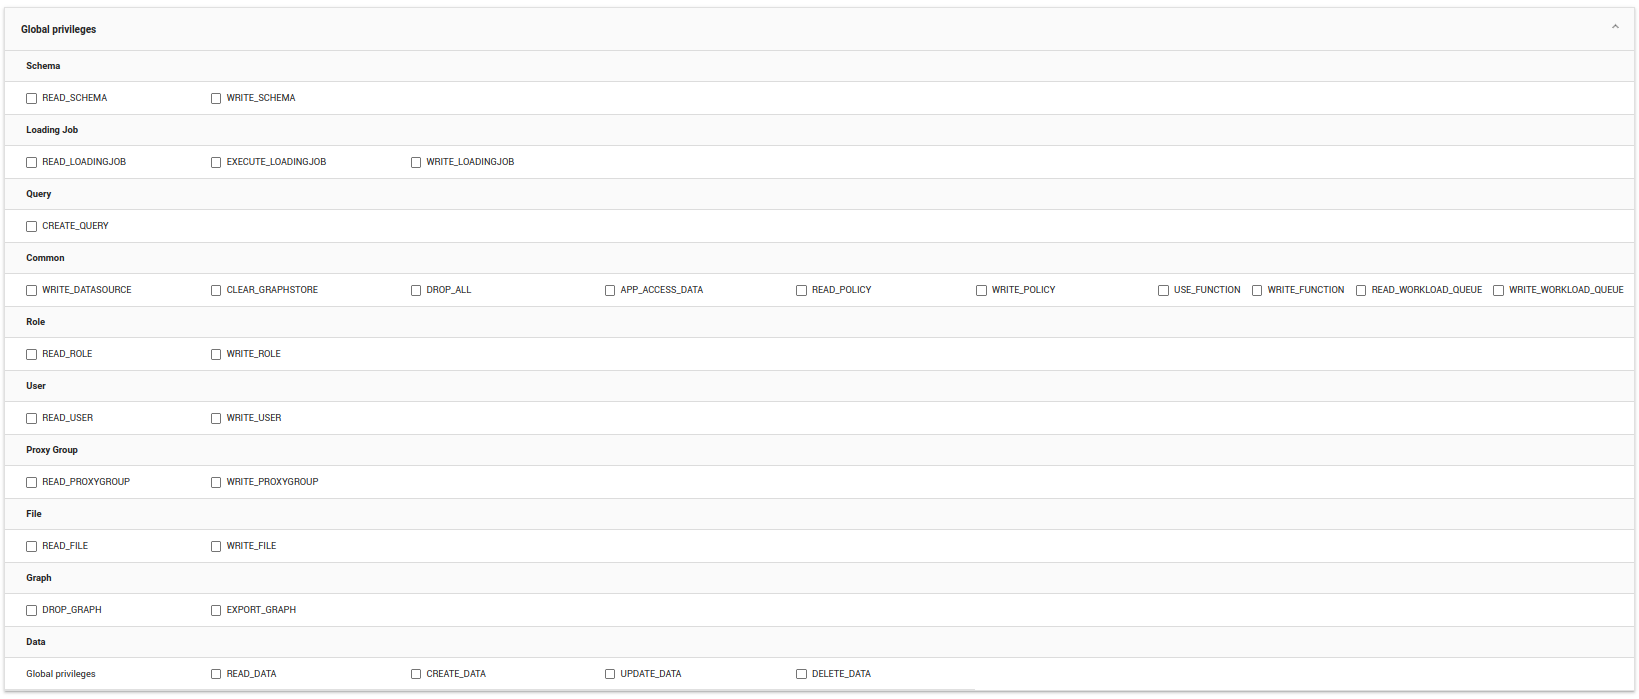 Global privileges
Schema
READ_SCHEMA WRITE_SCHEMA
Loading Job
READ_LOADINGJOB EXECUTE_LOADINGJOB WRITE_LOADINGJOB
Query
CREATE_QUERY
Common
WRITE_DATASOURCE CLEAR_GRAPHSTORE DROP_ALL APP_ACCESS_DATA READ_POLICY WRITE_POLICY USE_FUNCTION WRITE_FUNCTION READ_WORKLOAD_QUEUE WRITE_WORKLOAD_QUEUE
Role
READ_ROLE WRITE_ROLE
User
READ_USER WRITE_USER
Proxy Group
READ_PROXYGROUP WRITE_PROXYGROUP
File
READ_FILE WRITE_FILE
Graph
DROP_GRAPH EXPORT_GRAPH
Data
Global privileges READ_DATA CREATE_DATA UPDATE_DATA DELETE_DATA